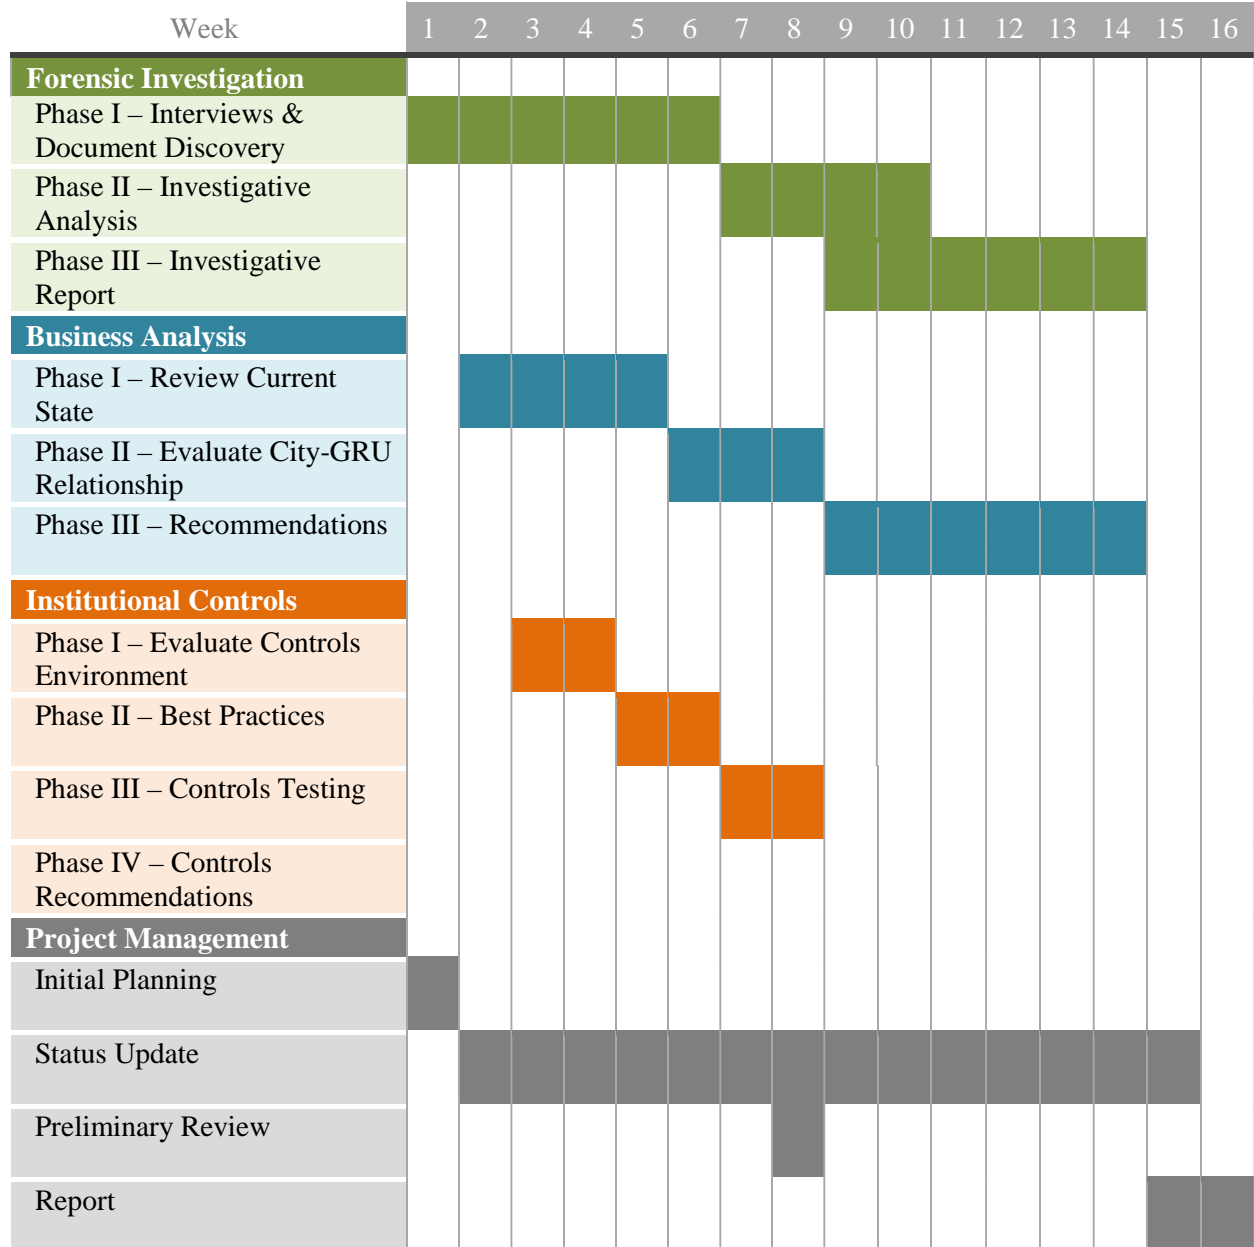 Week 1 2 3 4 5 6 7 8 9 10 11 12 13 14 15 16
Forensic Investigation
Phase I – Interviews &
Document Discovery
Phase II – Investigative
Analysis
Phase III – Investigative
Report
Business Analysis
Phase I – Review Current
State
Phase II – Evaluate City-GRU
Relationship
Phase III – Recommendations
Institutional Controls
Phase I – Evaluate Controls
Environment
Phase II – Best Practices
Phase III – Controls Testing
Phase IV – Controls
Recommendations
Project Management
Initial Planning
Status Update
Preliminary Review
Report